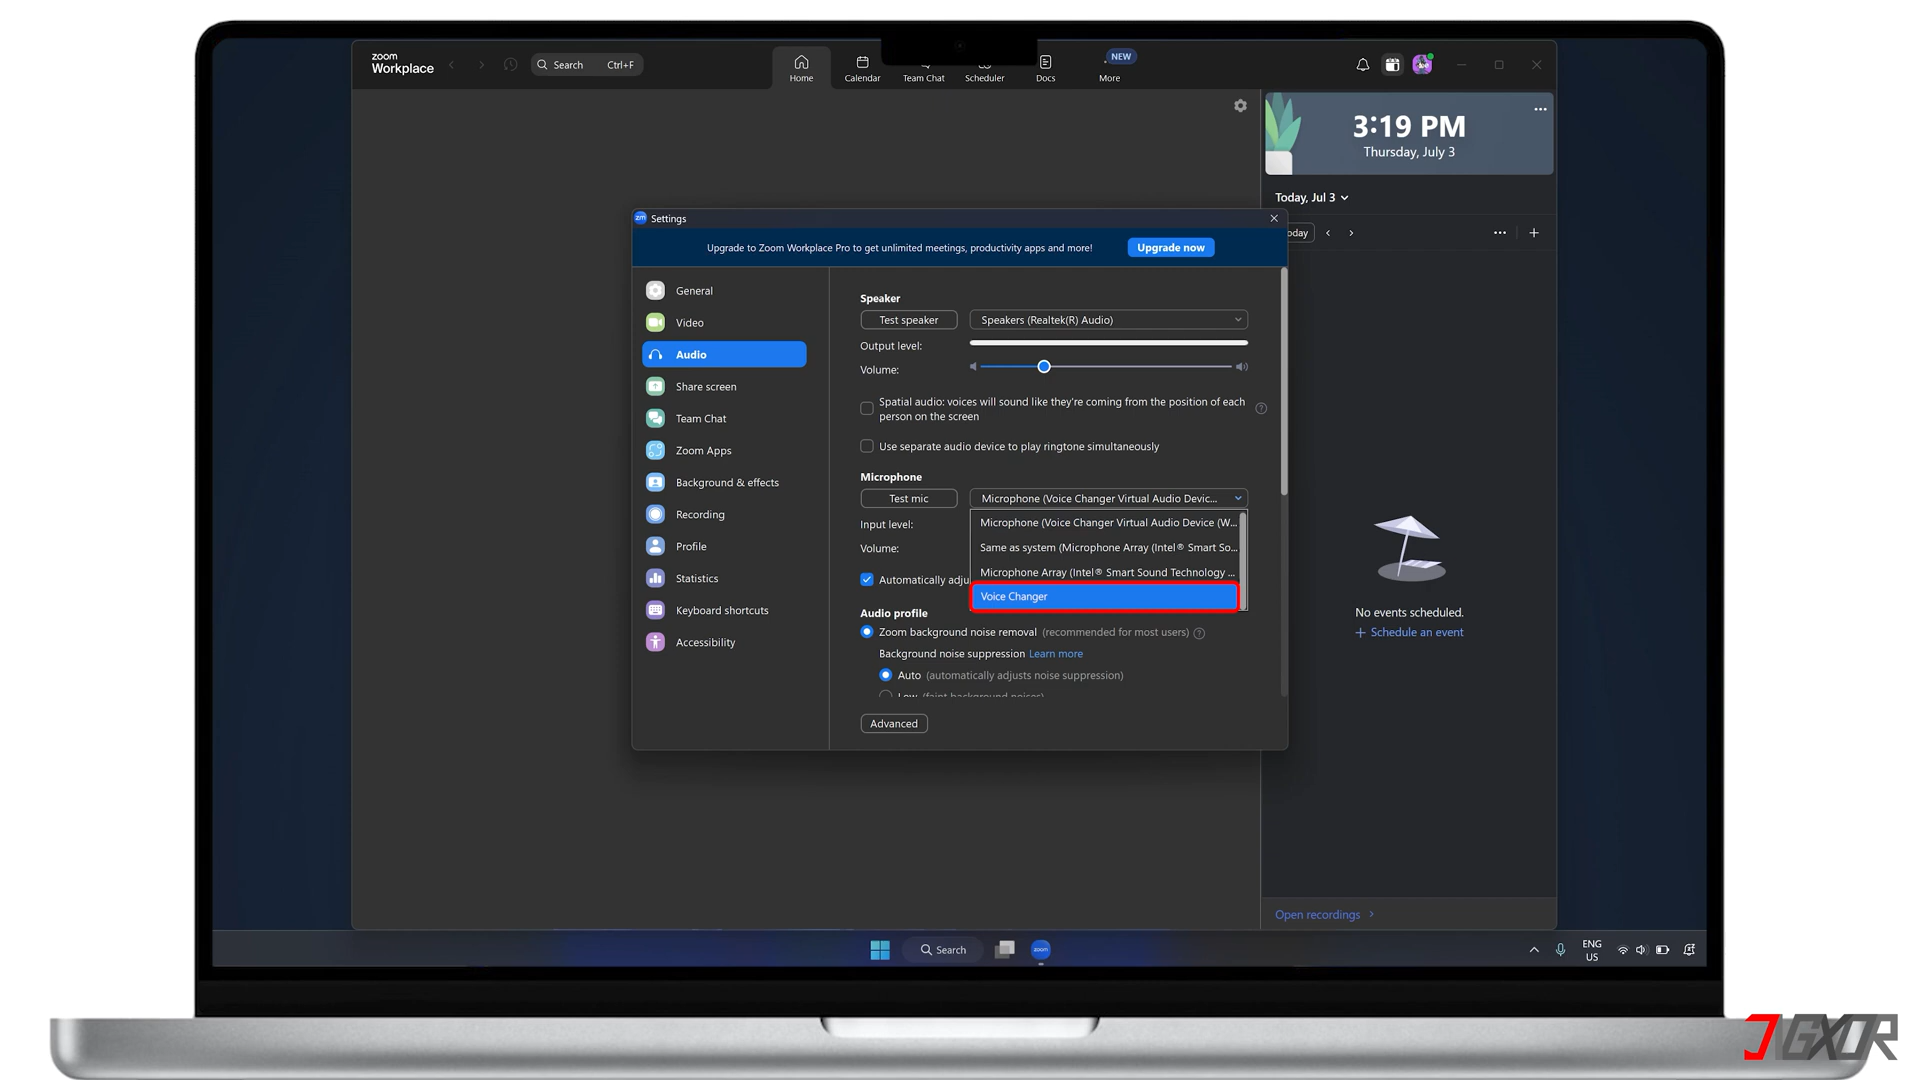 zoom
Workplace
Search Ctrl+F
Home
Calendar
Team Chat
Scheduler
Docs
NEW
More
3:19 PM
Thursday, July 3
Today, Jul 3
oday
Settings
Upgrade to Zoom Workplace Pro to get unlimited meetings, productivity apps and more!
Upgrade now
General
Video
Audio
Share screen
Team Chat
Zoom Apps
Background & effects
Recording
Profile
Statistics
Keyboard shortcuts
Accessibility
Speaker
Test speaker
Speakers (Realtek(R) Audio)
Output level:
Volume:
Spatial audio: voices will sound like they're coming from the position of each
person on the screen
Use separate audio device to play ringtone simultaneously
Microphone
Test mic
Microphone (Voice Changer Virtual Audio Devic...
Input level:
Microphone (Voice Changer Virtual Audio Device (W...
Volume:
Same as system (Microphone Array (Intel® Smart So...
Microphone Array (Intel® Smart Sound Technology ...
Automatically adju
Voice Changer
Audio profile
Zoom background noise removal (recommended for most users)
Background noise suppression Learn more
Auto (automatically adjusts noise suppression)
Low (faint background noises)
Advanced
No events scheduled.
Schedule an event
Open recordings
Search
zoom
ENG
US
JGXOR